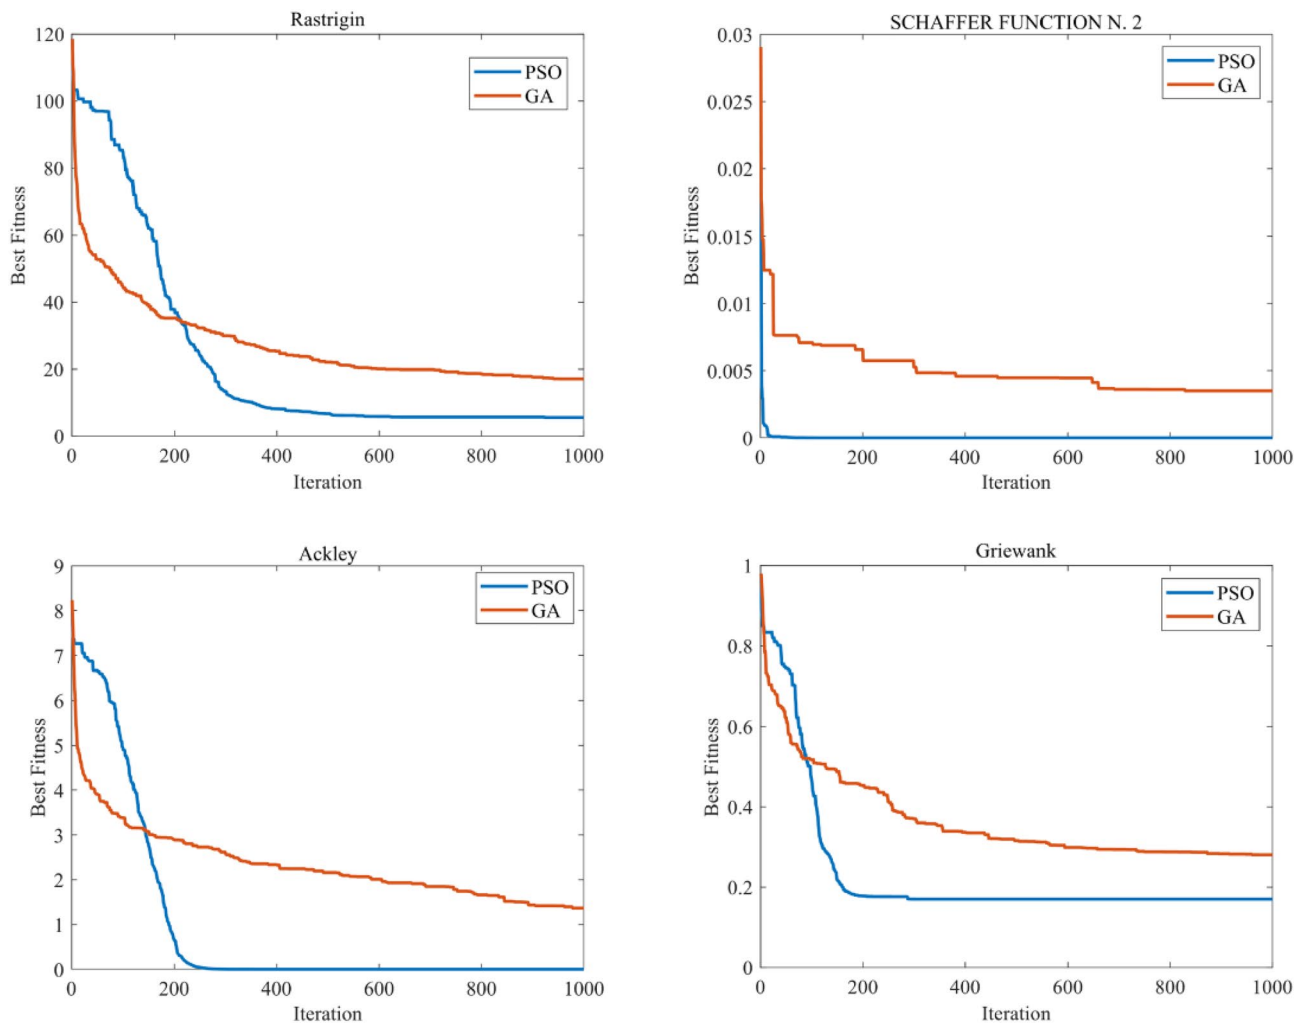 Rastrigin
120
100
80
60
40
20
0
Best Fitness
PSO
GA
0 200 400 600 800 1000
Iteration
SCHAFFER FUNCTION N. 2
0.03
0.025
0.02
0.015
0.01
0.005
0
Best Fitness
PSO
GA
0 200 400 600 800 1000
Iteration
Ackley
9
8
7
6
5
4
3
2
1
0
Best Fitness
PSO
GA
0 200 400 600 800 1000
Iteration
Griewank
1
0.8
0.6
0.4
0.2
0
Best Fitness
PSO
GA
0 200 400 600 800 1000
Iteration